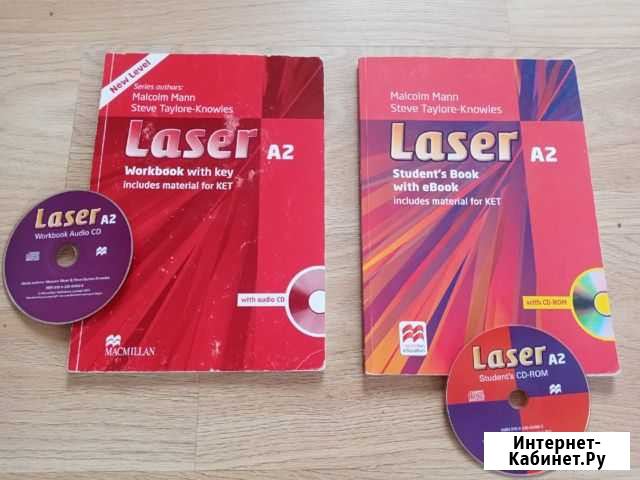 New Level
Series authors:
Malcolm Mann
Steve Taylore-Knowles
Laser A2
Workbook with key
includes material for KET
with audio CD
MACMILLAN
Laser A2
Workbook Audio CD
Malcolm Mann
Steve Taylore-Knowles
Laser A2
Student's Book
with eBook
includes material for KET
with CD-ROM
Laser A2
Student's CD-ROM
Интернет-
Кабинет.Ру